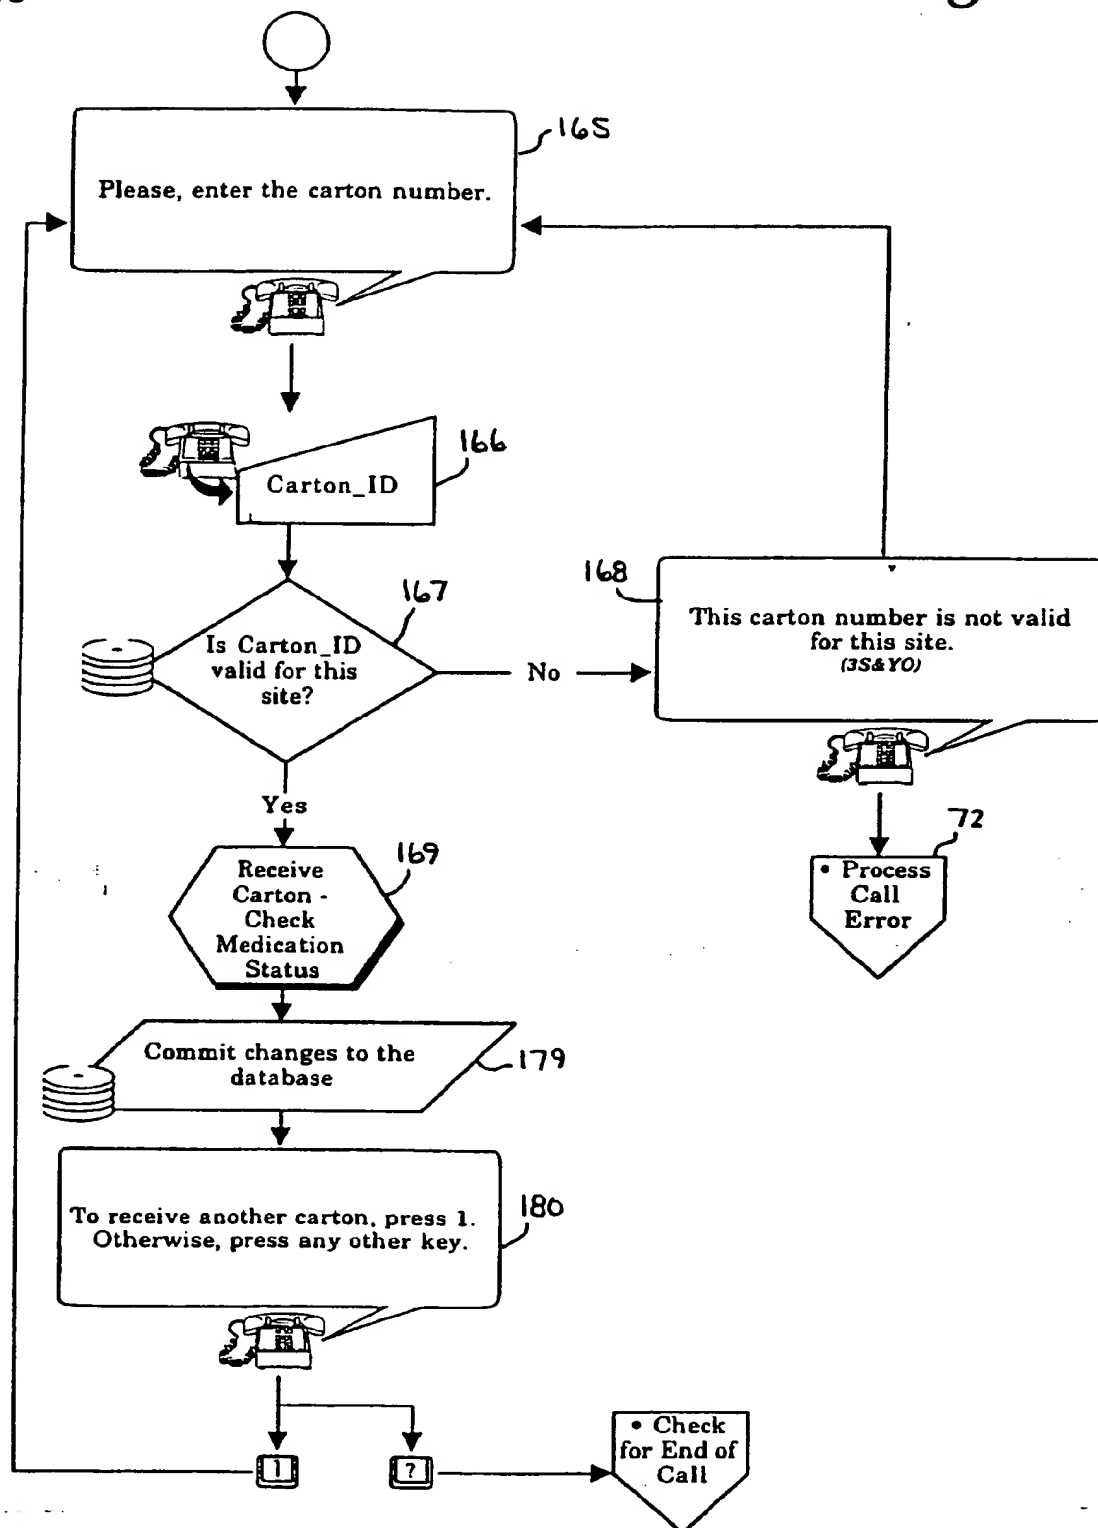 165
Please, enter the carton number.
166
Carton_ID
167
Is Carton_ID
valid for this
site?
No
168
This carton number is not valid
for this site.
(3S&YO)
Yes
72
• Process
Call
Error
169
Receive
Carton -
Check
Medication
Status
Commit changes to the
database
179
180
To receive another carton, press 1.
Otherwise, press any other key.
1
?
• Check
for End of
Call